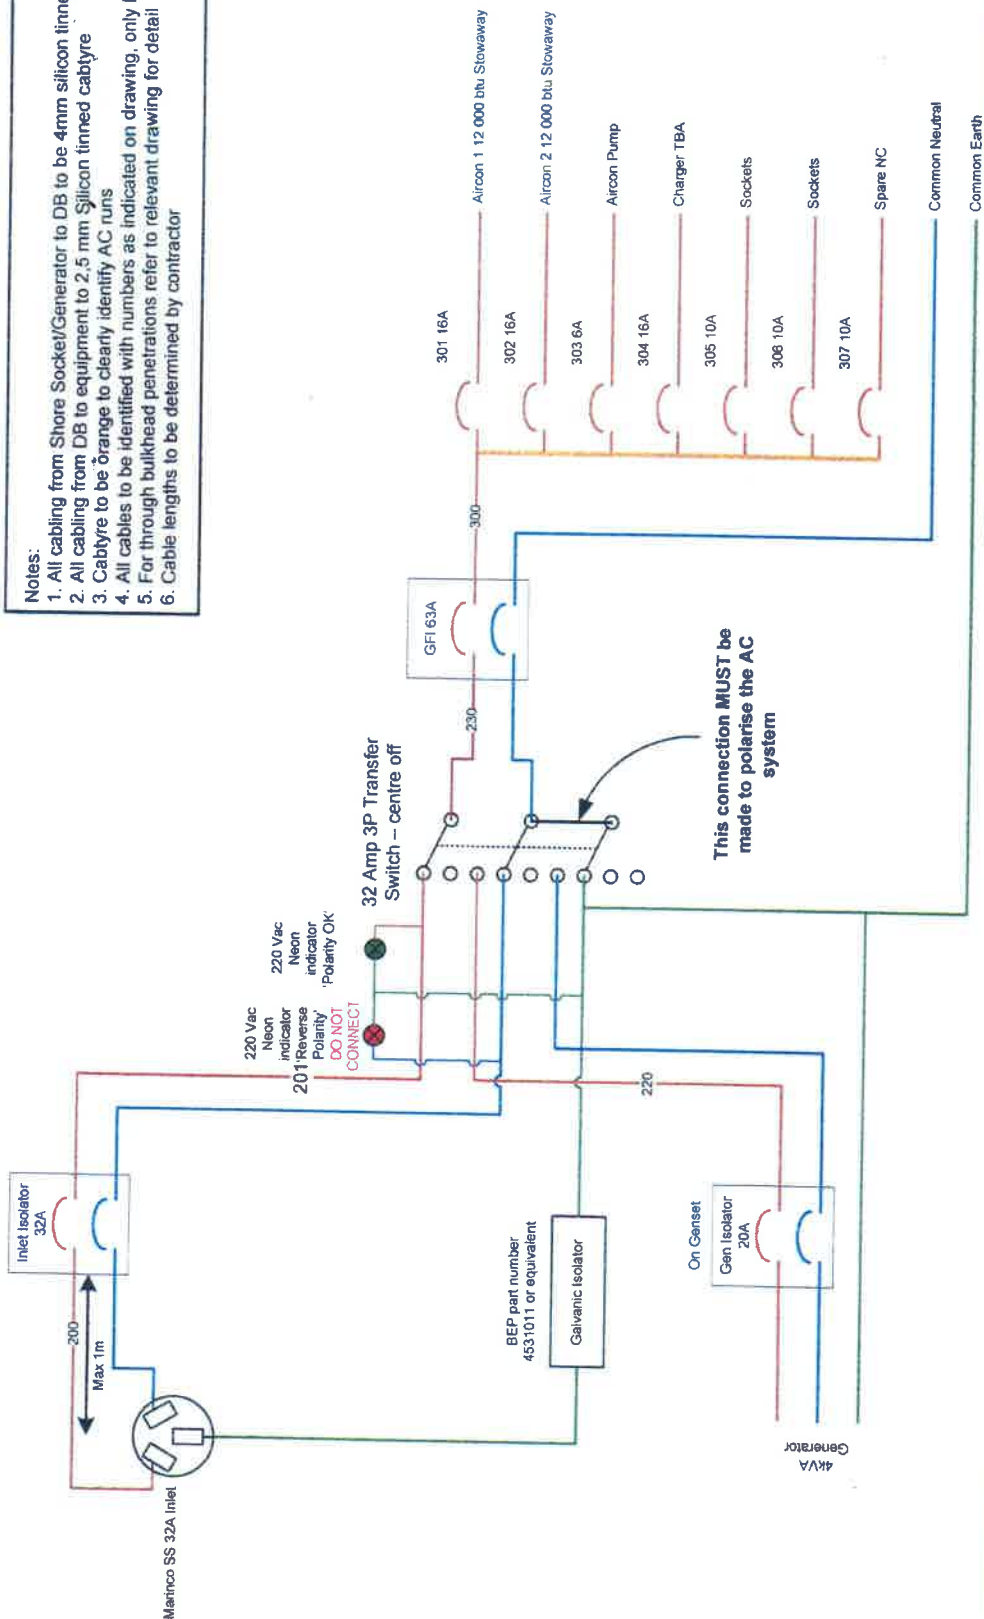 Notes:
1. All cabling from Shore Socket/Generator to DB to be 4mm silicon
2. All cabling from DB to equipment to 2,5 mm Silicon tinned cabtyre
3. Cabtyre to be orange to clearly identify AC runs
4. All cables to be identified with numbers as indicated on drawing, only
5. For through bulkhead penetrations refer to relevant drawing for detail
6. Cable lengths to be determined by contractor
Inlet Isolator
32A
200
Max 1m
Marinco SS 32A Inlet
220 Vac
Neon
indicator
'Reverse
Polarity'
DO NOT
CONNECT
201
220 Vac
Neon
indicator
'Polarity OK'
32 Amp 3P Transfer
Switch – centre off
230
GFI 63A
300
301 16A
Aircon 1 12 000 btu Stowaway
302 16A
Aircon 2 12 000 btu Stowaway
303 6A
Aircon Pump
304 16A
Charger TBA
305 10A
Sockets
306 10A
Sockets
307 10A
Spare NC
Common Neutral
Common Earth
This connection MUST be
made to polarise the AC
system
BEP part number
4531011 or equivalent
Galvanic Isolator
220
On Genset
Gen Isolator
20A
4kVA
Generator